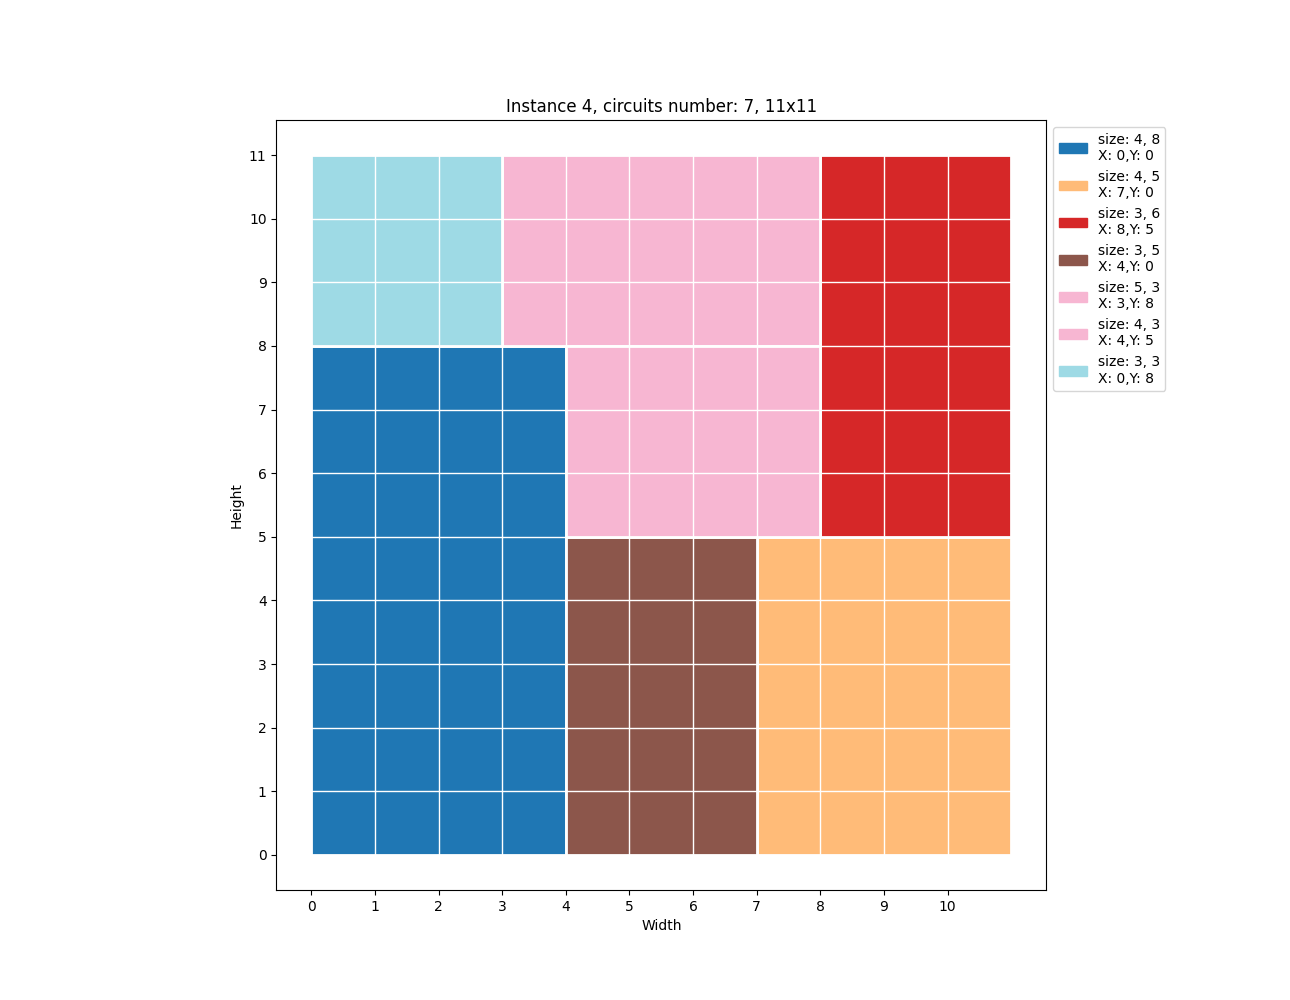 Instance 4, circuits number: 7, 11x11
11
10
9
8
7
6
5
4
3
2
1
0
Height
0 1 2 3 4 5 6 7 8 9 10
Width
size: 4, 8
X: 0,Y: 0
size: 4, 5
X: 7,Y: 0
size: 3, 6
X: 8,Y: 5
size: 3, 5
X: 4,Y: 0
size: 5, 3
X: 3,Y: 8
size: 4, 3
X: 4,Y: 5
size: 3, 3
X: 0,Y: 8